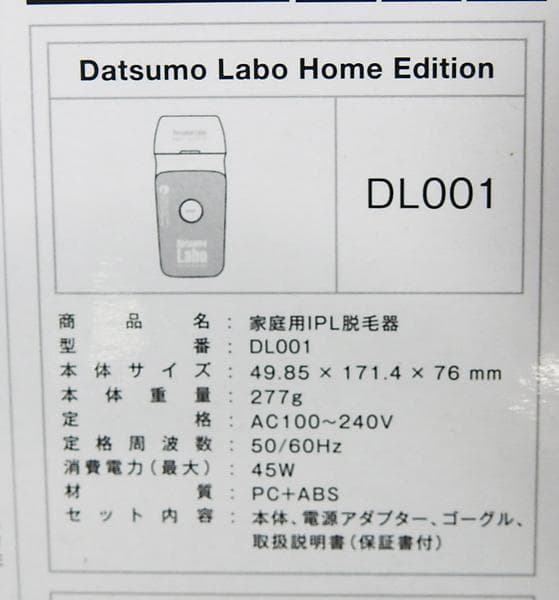 Datsumo Labo Home Edition
Datsumo Labo
Datsumo
Labo
DL001
商品名：家庭用IPL脱毛器
型番：DL001
本体サイズ：49.85 × 171.4 × 76 mm
本体重量：277g
定格：AC100～240V
定格周波数：50/60Hz
消費電力（最大）：45W
材質：PC+ABS
セット内容：本体、電源アダプター、ゴーグル、
取扱説明書（保証書付）